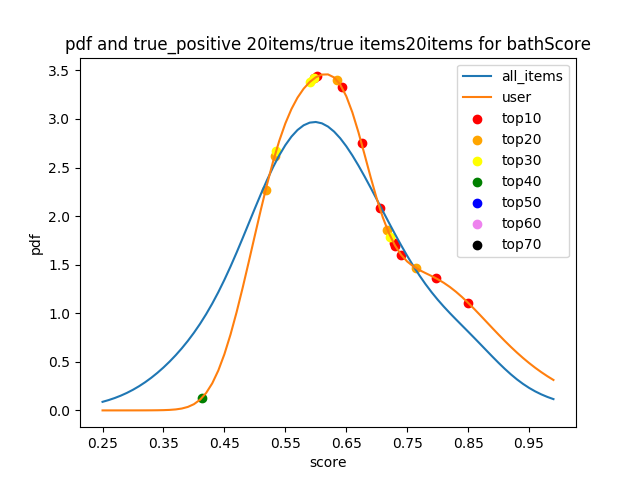 pdf and true_positive 20items/true items20items for bathScore
3.5
3.0
2.5
2.0
1.5
1.0
0.5
0.0
pdf
all_items
user
top10
top20
top30
top40
top50
top60
top70
0.25 0.35 0.45 0.55 0.65 0.75 0.85 0.95
score